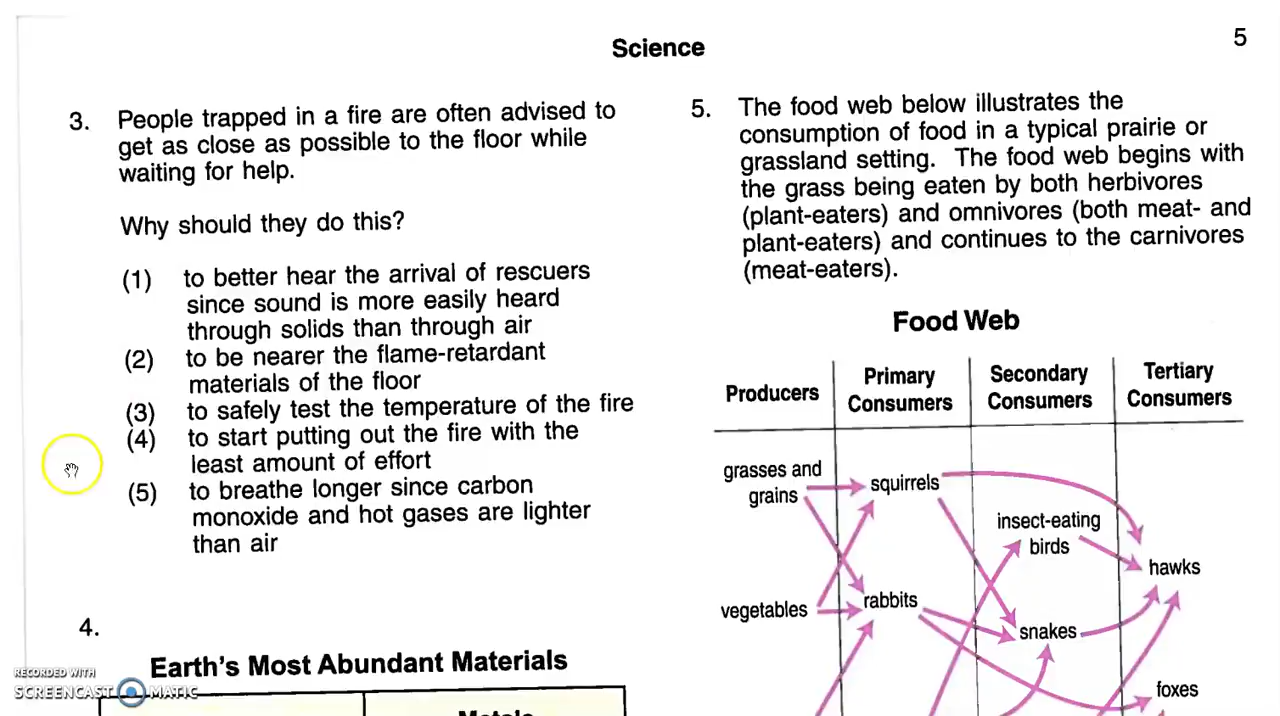 Science
5
3. People trapped in a fire are often advised to
get as close as possible to the floor while
waiting for help.
Why should they do this?
(1) to better hear the arrival of rescuers
since sound is more easily heard
through solids than through air
(2) to be nearer the flame-retardant
materials of the floor
(3) to safely test the temperature of the fire
(4) to start putting out the fire with the
least amount of effort
(5) to breathe longer since carbon
monoxide and hot gases are lighter
than air
4.
Earth's Most Abundant Materials
Metals
5. The food web below illustrates the
consumption of food in a typical prairie or
grassland setting. The food web begins with
the grass being eaten by both herbivores
(plant-eaters) and omnivores (both meat- and
plant-eaters) and continues to the carnivores
(meat-eaters).
Food Web
Producers
Primary
Consumers
Secondary
Consumers
Tertiary
Consumers
grasses and
grains
squirrels
insect-eating
birds
hawks
vegetables
rabbits
snakes
foxes
RECORDED WITH
SCREENCAST MATIC